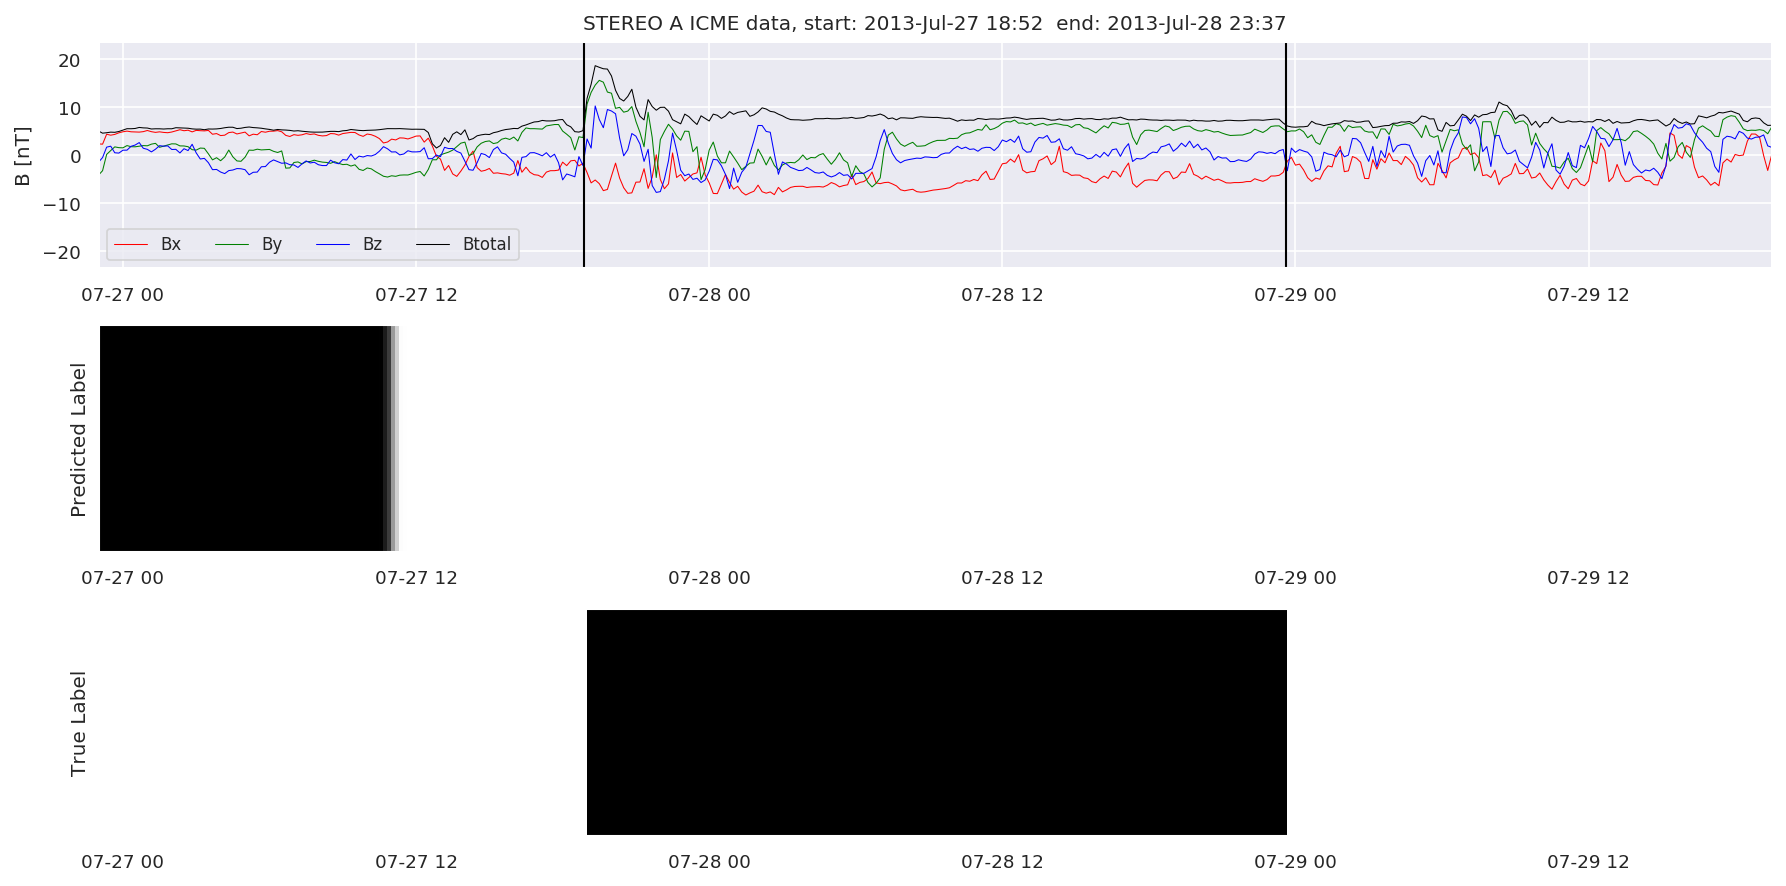 STEREO A ICME data, start: 2013-Jul-27 18:52  end: 2013-Jul-28 23:37
B [nT]
20
10
0
−10
−20
Bx By Bz Btotal
07-27 00 07-27 12 07-28 00 07-28 12 07-29 00 07-29 12
Predicted Label
07-27 00 07-27 12 07-28 00 07-28 12 07-29 00 07-29 12
True Label
07-27 00 07-27 12 07-28 00 07-28 12 07-29 00 07-29 12